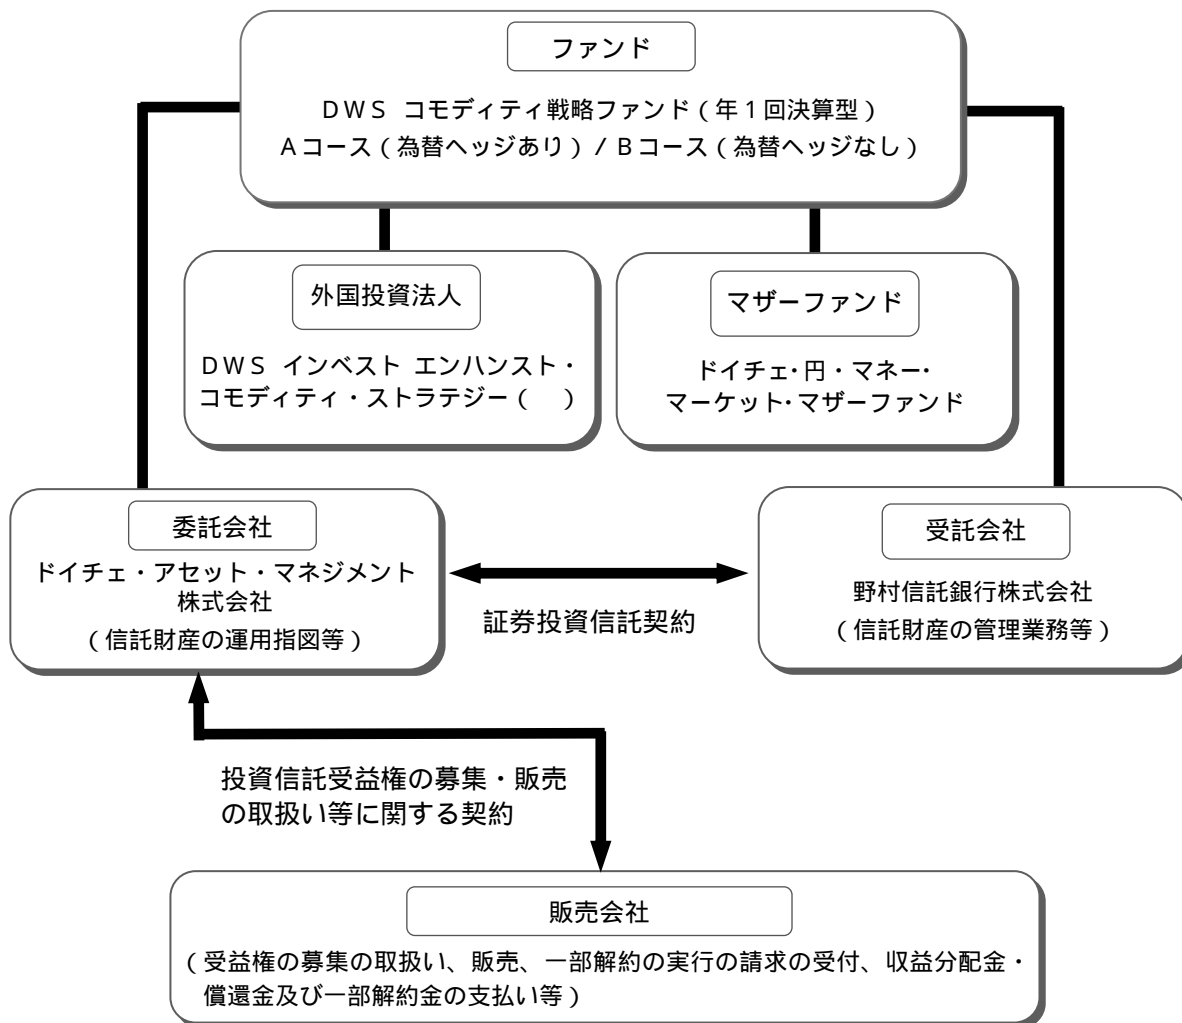 ファンド
DWS コモディティ戦略ファンド(年1回決算型)
Aコース(為替ヘッジあり)/Bコース(為替ヘッジなし)
外国投資法人
DWS インベスト エンハンスト・
コモディティ・ストラテジー( )
マザーファンド
ドイチェ・円・マネー・
マーケット・マザーファンド
委託会社
ドイチェ・アセット・マネジメント
株式会社
(信託財産の運用指図等)
証券投資信託契約
受託会社
野村信託銀行株式会社
(信託財産の管理業務等)
投資信託受益権の募集・販売
の取扱い等に関する契約
販売会社
(受益権の募集の取扱い、販売、一部解約の実行の請求の受付、収益分配金・
償還金及び一部解約金の支払い等)